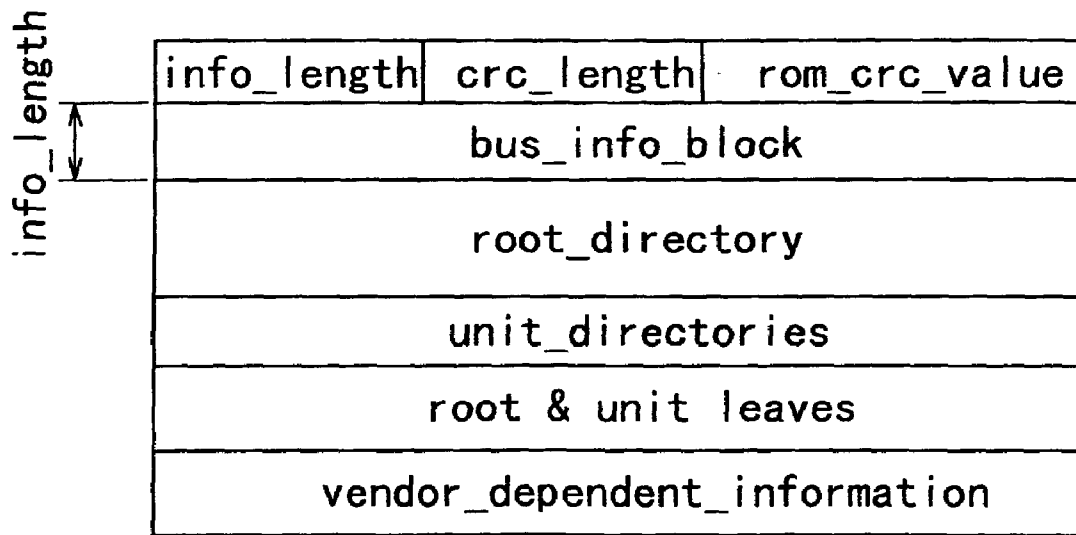 info_length
info_length crc_length rom_crc_value
bus_info_block
root_directory
unit_directories
root & unit leaves
vendor_dependent_information